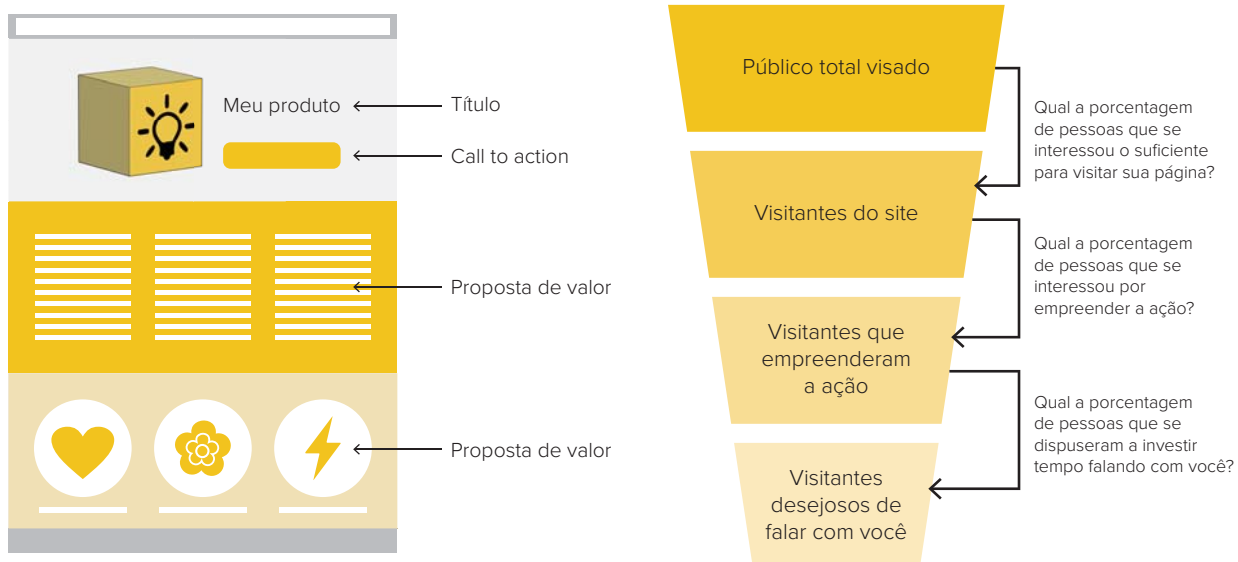 Meu produto
Título
Call to action
Proposta de valor
Proposta de valor
Público total visado
Qual a porcentagem
de pessoas que se
interessou o suficiente
para visitar sua página?
Visitantes do site
Qual a porcentagem
de pessoas que se
interessou por
empreender a ação?
Visitantes que
empreenderam
a ação
Qual a porcentagem
de pessoas que se
dispuseram a investir
tempo falando com você?
Visitantes
desejosos de
falar com você